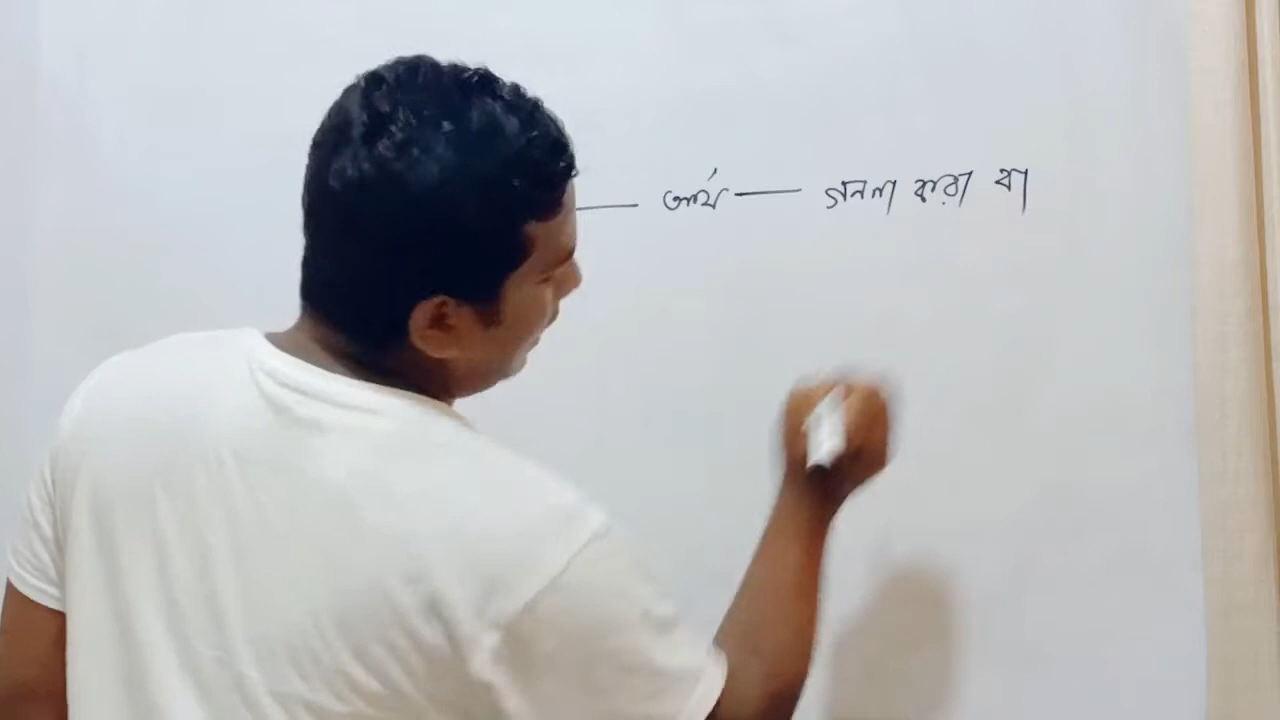 — অর্থ — গননা করা বা